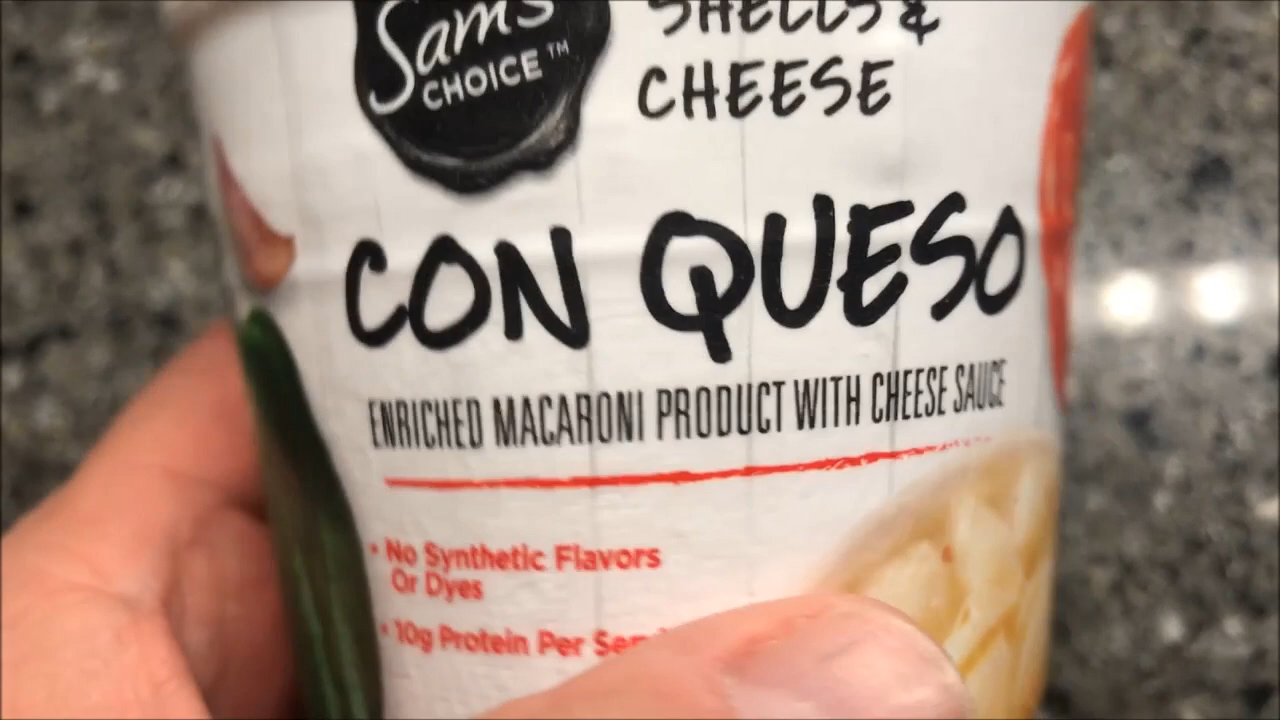 Sam's
CHOICE™
SHELLS &
CHEESE
CON QUESO
ENRICHED MACARONI PRODUCT WITH CHEESE SAUCE
• No Synthetic Flavors
Or Dyes
• 10g Protein Per